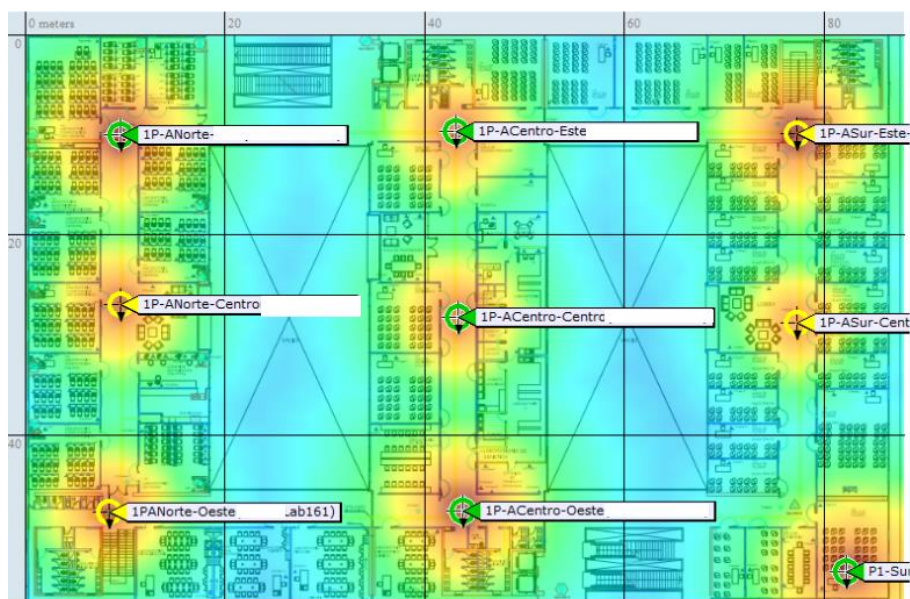 0 meters 20 40 60 80
0
1P-ANorte-
1P-ACentro-Este
1P-ASur-Este-
20
1P-ANorte-Centro
1P-ACentro-Centro
1P-ASur-Cent
40
1PANorte-Oeste .ab161)
1P-ACentro-Oeste
P1-Sur